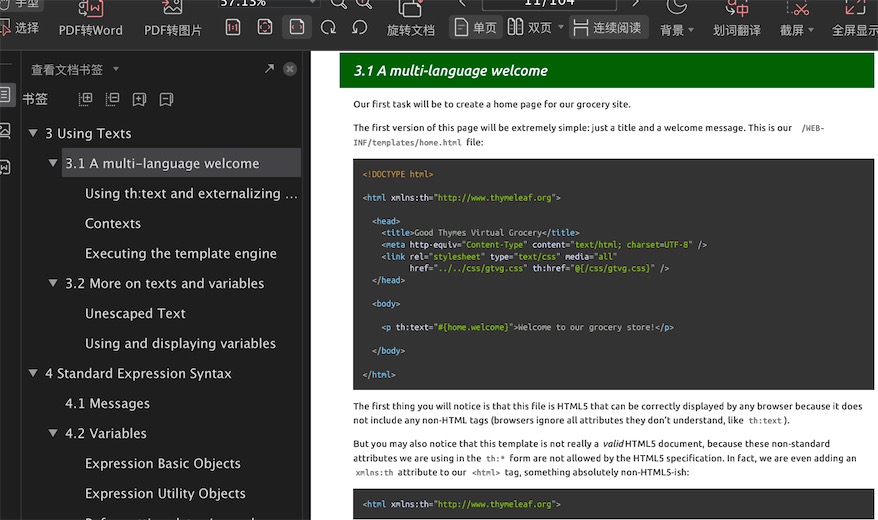 手型
57.15%
11/104
选择
PDF转Word
PDF转图片
旋转文档
单页
双页
连续阅读
背景
划词翻译
截屏
全屏显示
查看文档书签
书签
3 Using Texts
3.1 A multi-language welcome
Using th:text and externalizing ...
Contexts
Executing the template engine
3.2 More on texts and variables
Unescaped Text
Using and displaying variables
4 Standard Expression Syntax
4.1 Messages
4.2 Variables
Expression Basic Objects
Expression Utility Objects
3.1 A multi-language welcome
Our first task will be to create a home page for our grocery site.
The first version of this page will be extremely simple: just a title and a welcome message. This is our /WEB-
INF/templates/home.html file:
<!DOCTYPE html>
<html xmlns:th="http://www.thymeleaf.org">
<head>
<title>Good Thymes Virtual Grocery</title>
<meta http-equiv="Content-Type" content="text/html; charset=UTF-8" />
<link rel="stylesheet" type="text/css" media="all"
href="../../css/gtvg.css" th:href="@{/css/gtvg.css}" />
</head>
<body>
<p th:text="#{home.welcome}">Welcome to our grocery store!</p>
</body>
</html>
The first thing you will notice is that this file is HTML5 that can be correctly displayed by any browser because it does
not include any non-HTML tags (browsers ignore all attributes they don't understand, like th:text ).
But you may also notice that this template is not really a valid HTML5 document, because these non-standard
attributes we are using in the th:* form are not allowed by the HTML5 specification. In fact, we are even adding an
xmlns:th attribute to our <html> tag, something absolutely non-HTML5-ish:
<html xmlns:th="http://www.thymeleaf.org">